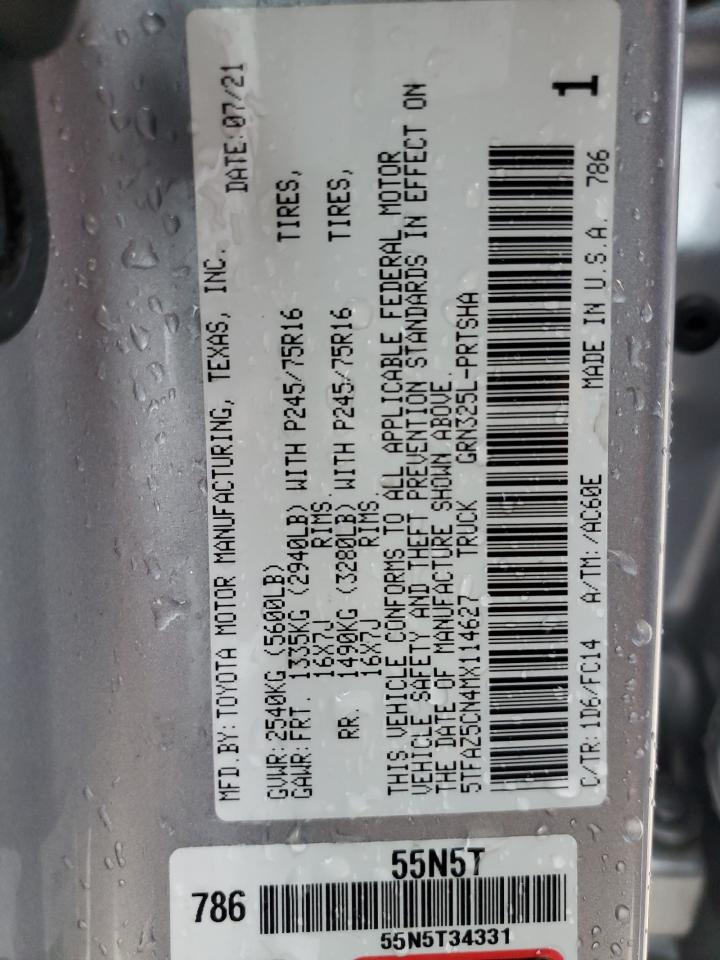 MFD.BY:TOYOTA MOTOR MANUFACTURING, TEXAS, INC. DATE:07/21
GVWR:2540KG (5600LB)
GAWR:FRT. 1335KG (2940LB) WITH P245/75R16 TIRES,
16X7J RIMS.
RR. 1490KG (3280LB) WITH P245/75R16 TIRES,
16X7J RIMS.
THIS VEHICLE CONFORMS TO ALL APPLICABLE FEDERAL MOTOR
VEHICLE SAFETY AND THEFT PREVENTION STANDARDS IN EFFECT ON
THE DATE OF MANUFACTURE SHOWN ABOVE.
5TFAZ5CN4MX114627 TRUCK GRN325L-PRTSHA
1
C/TR:1D6/FC14 A/TM:/AC60E MADE IN U.S.A. 786
55N5T
786
55N5T34331